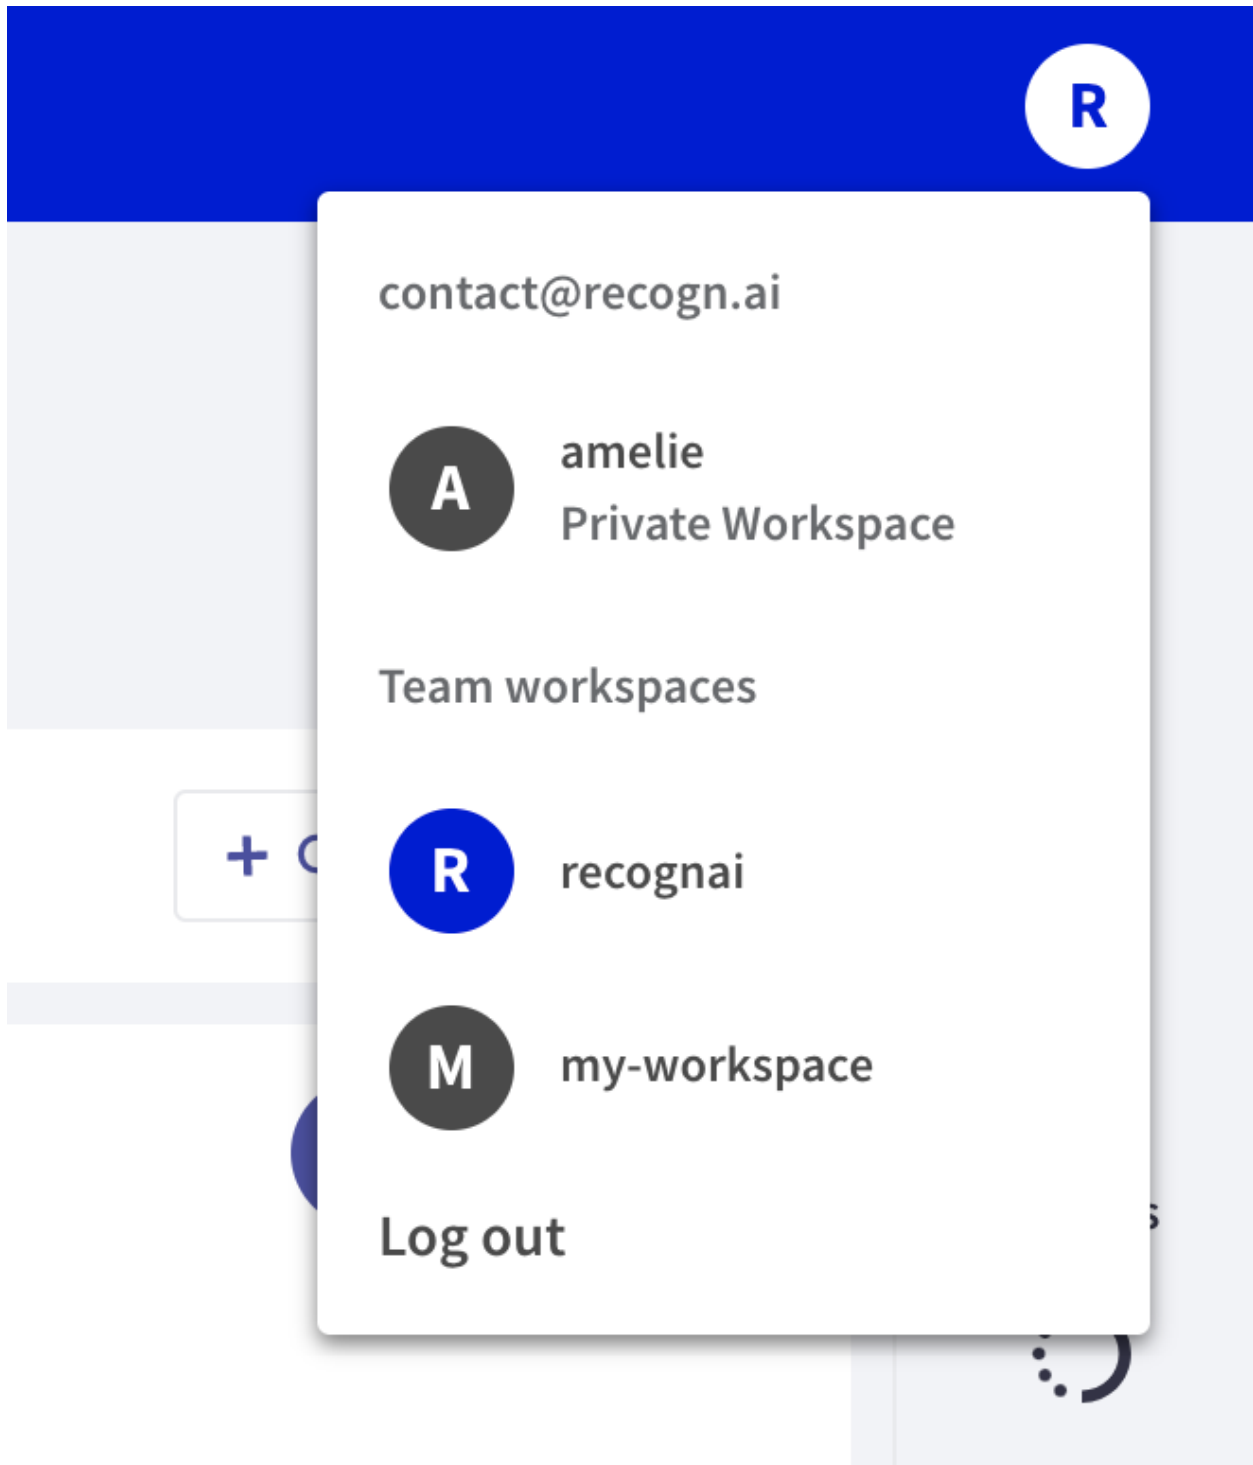 R
contact@recogn.ai
A
amelie
Private Workspace
Team workspaces
R
recognai
M
my-workspace
Log out